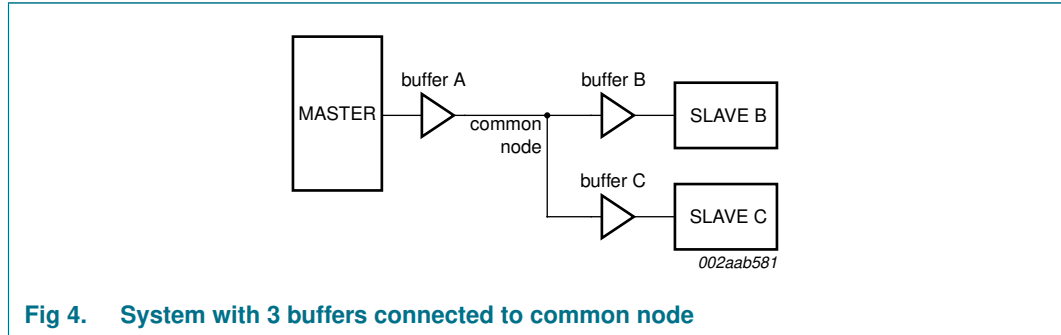 buffer A
buffer B
MASTER
SLAVE B
common
node
buffer C
SLAVE C
002aab581
Fig 4. System with 3 buffers connected to common node